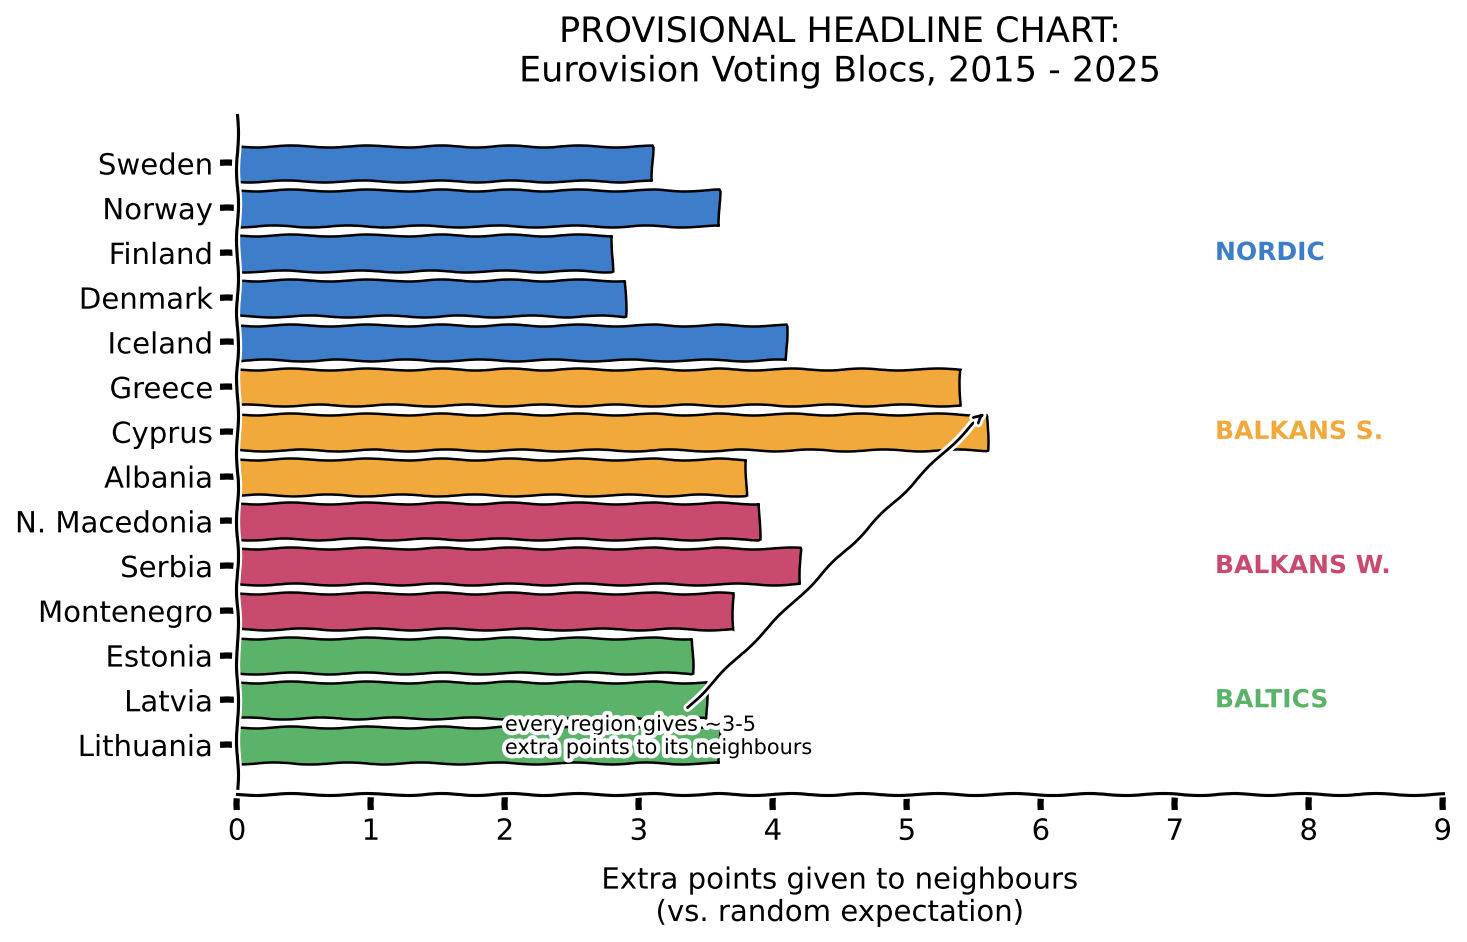 PROVISIONAL HEADLINE CHART:
Eurovision Voting Blocs, 2015 - 2025
Sweden
Norway
Finland
NORDIC
Denmark
Iceland
Greece
Cyprus
BALKANS S.
Albania
N. Macedonia
Serbia
BALKANS W.
Montenegro
Estonia
Latvia
BALTICS
every region gives ~3-5
extra points to its neighbours
Lithuania
0 1 2 3 4 5 6 7 8 9
Extra points given to neighbours
(vs. random expectation)